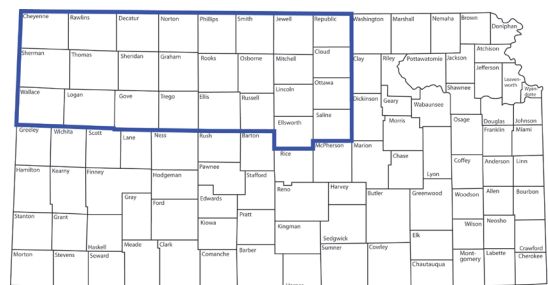 Cheyenne Rawlins Decatur Norton Phillips Smith Jewell Republic Washington Marshall Nemaha Brown Doniphan
Atchison
Sherman Thomas Sheridan Graham Rooks Osborne Mitchell Cloud Clay Riley Pottawatomie Jackson
Jefferson
Leaven-
worth
Wyan
dotte
Wallace Logan Gove Trego Ellis Russell Lincoln Ottawa Dickinson Geary Wabaunsee Shawnee
Ellsworth Saline Morris Osage Douglas Johnson
Greeley Wichita Scott Lane Ness Rush Barton Rice McPherson Marion Chase Lyon Franklin Miami
Hamilton Kearny Finney Hodgeman Pawnee Stafford Coffey Anderson Linn
Gray Ford Edwards Reno Harvey Butler Greenwood Woodson Allen Bourbon
Stanton Grant Haskell Kiowa Pratt Kingman Sedgwick Elk Wilson Neosho Crawford
Morton Stevens Seward Meade Clark Comanche Barber Sumner Cowley Chautauqua Mont-
gomery Labette Cherokee